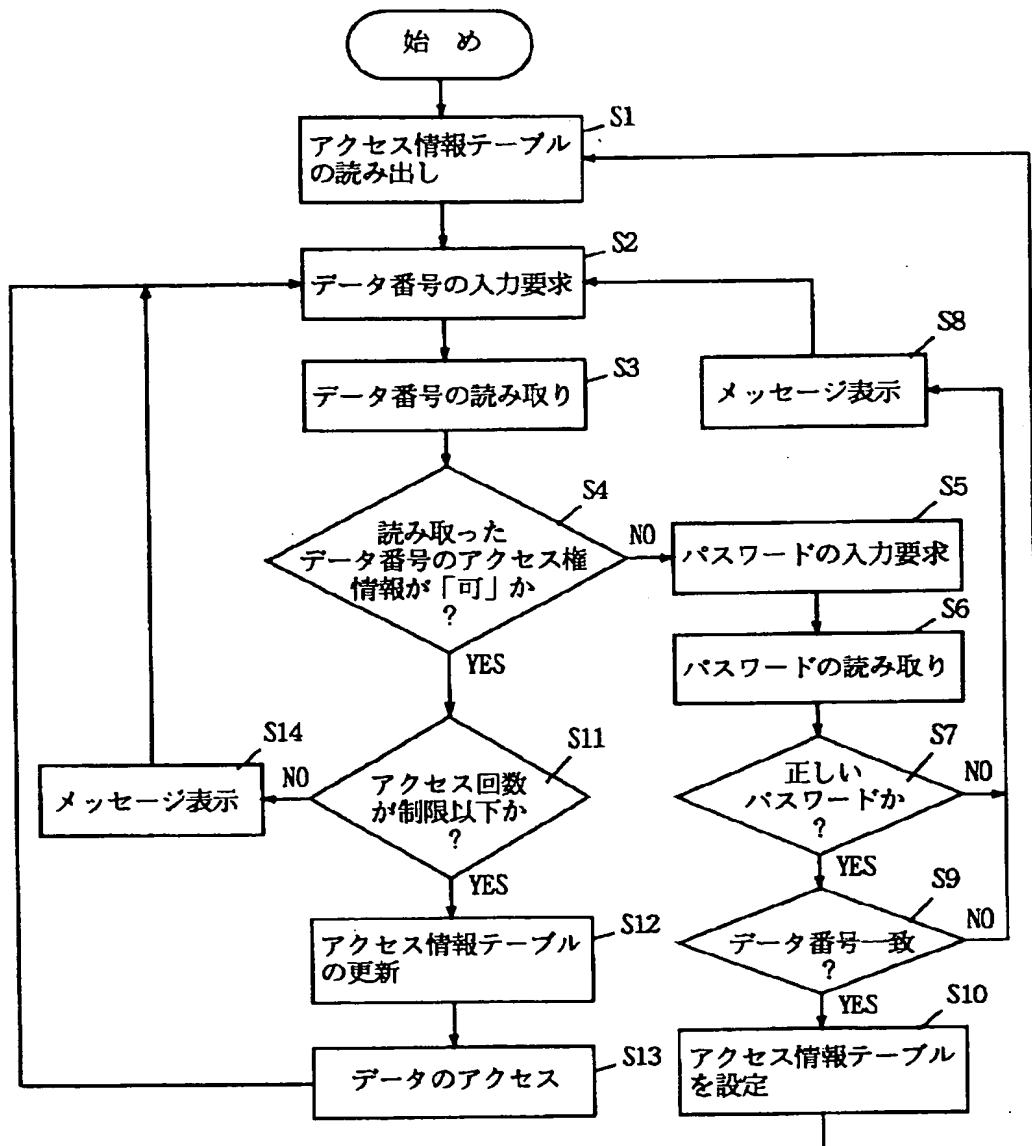 始 め
S1
アクセス情報テーブル
の読み出し
S2
データ番号の入力要求
S3
データ番号の読み取り
S8
メッセージ表示
S4
読み取った
データ番号のアクセス権
情報が「可」か
?
NO
YES
S5
パスワードの入力要求
S6
パスワードの読み取り
S7
正しい
パスワードか
?
NO
YES
S14
メッセージ表示
NO
S11
アクセス回数
が制限以下か
?
YES
S9
データ番号一致
?
NO
YES
S12
アクセス情報テーブル
の更新
S10
アクセス情報テーブル
を設定
S13
データのアクセス